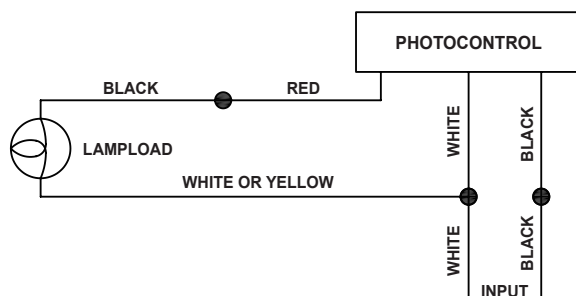 PHOTOCONTROL
BLACK
RED
LAMPLOAD
WHITE
BLACK
WHITE OR YELLOW
WHITE
BLACK
INPUT